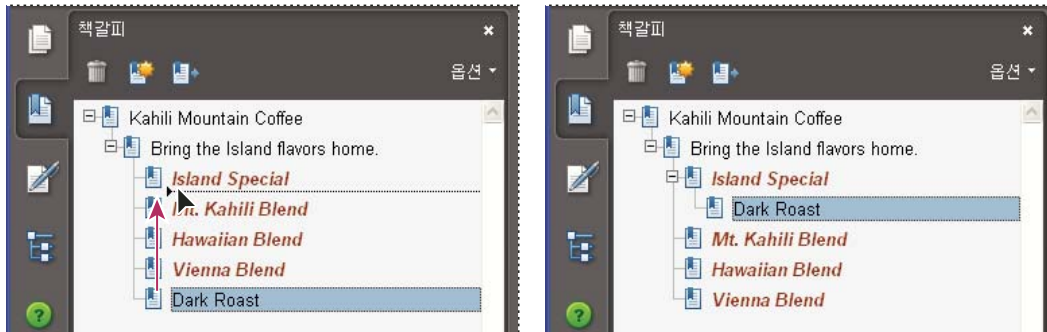 책갈피
옵션
Kahili Mountain Coffee
Bring the Island flavors home.
Island Special
Mt. Kahili Blend
Hawaiian Blend
Vienna Blend
Dark Roast
책갈피
옵션
Kahili Mountain Coffee
Bring the Island flavors home.
Island Special
Dark Roast
Mt. Kahili Blend
Hawaiian Blend
Vienna Blend